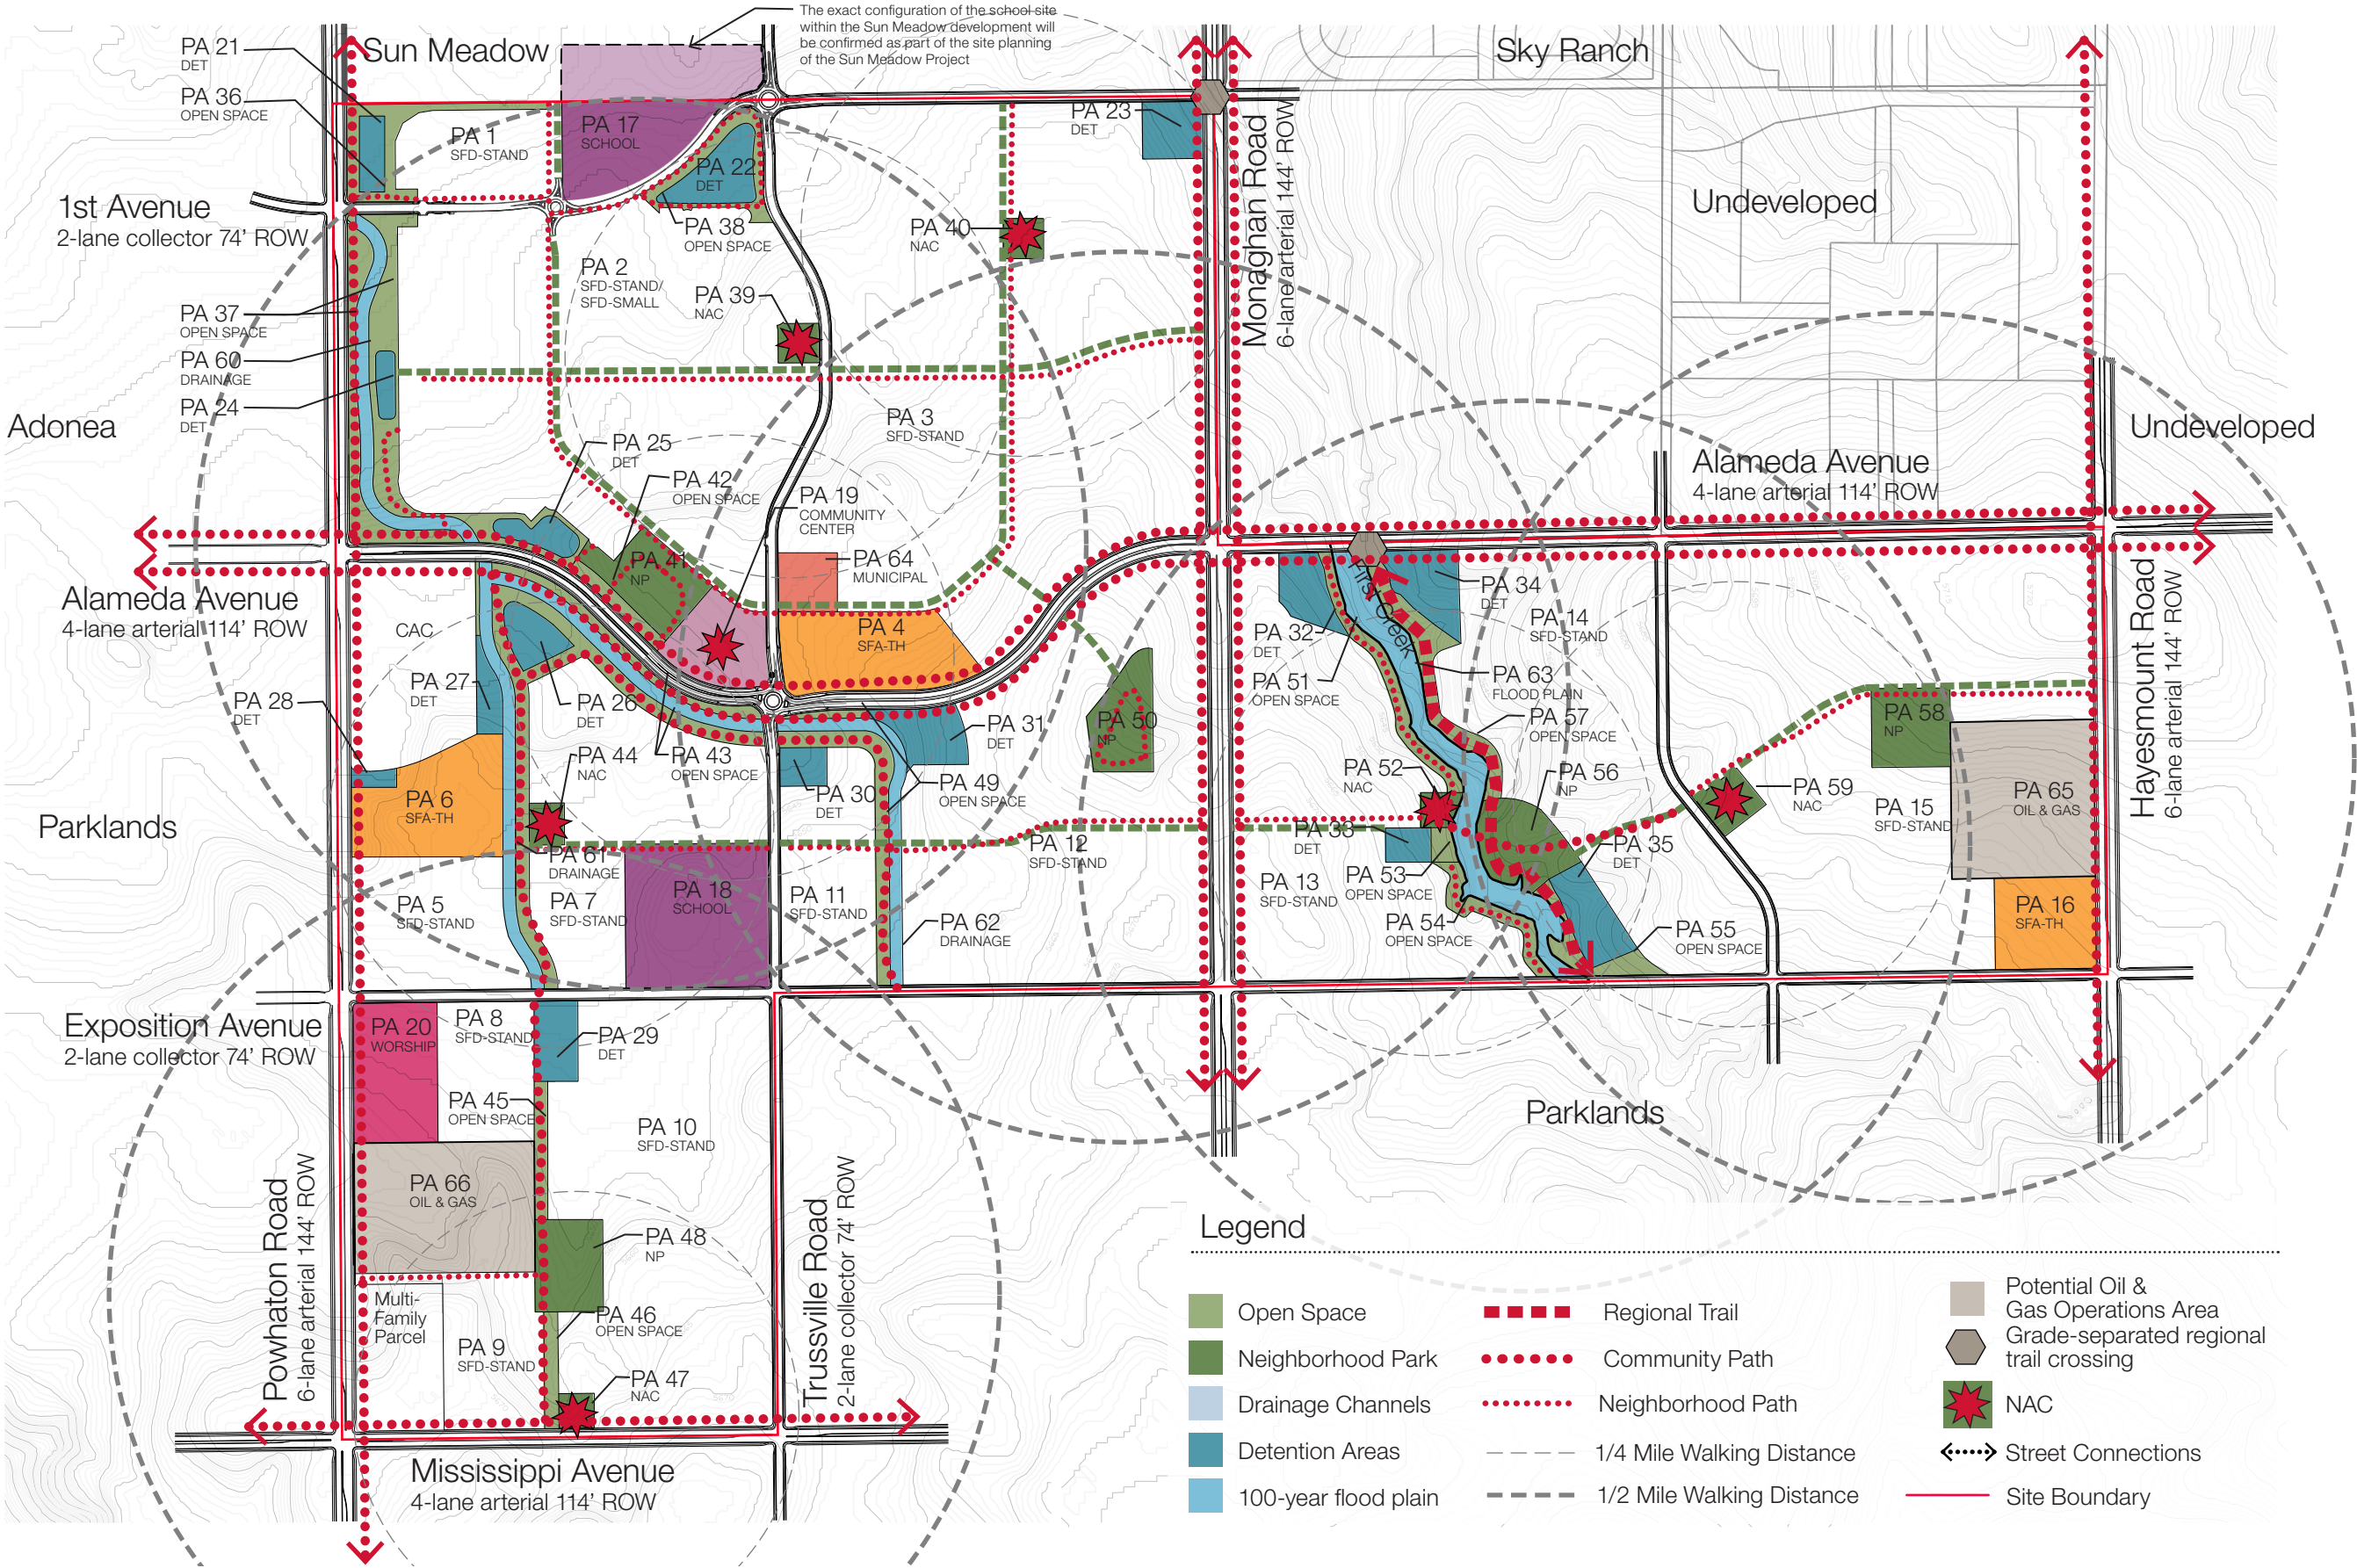 The exact configuration of the school site
within the Sun Meadow development will
be confirmed as part of the site planning
of the Sun Meadow Project
Sun Meadow
Sky Ranch
PA 21
DET
PA 36
OPEN SPACE
PA 1
SFD-STAND
PA 17
SCHOOL
PA 22
DET
PA 23
DET
1st Avenue
2-lane collector 74' ROW
PA 38
OPEN SPACE
PA 40
NAC
Monaghan Road
6-lane arterial 144' ROW
Undeveloped
PA 2
SFD-STAND/
SFD-SMALL
PA 39
NAC
PA 37
OPEN SPACE
PA 60
DRAINAGE
PA 24
DET
Adonea
PA 3
SFD-STAND
Undeveloped
PA 25
DET
PA 42
OPEN SPACE
PA 19
COMMUNITY
CENTER
Alameda Avenue
4-lane arterial 114' ROW
PA 41
NP
PA 64
MUNICIPAL
Alameda Avenue
4-lane arterial 114' ROW
CAC
PA 4
SFA-TH
First Creek
PA 34
DET
PA 32
DET
PA 14
SFD-STAND
PA 51
OPEN SPACE
PA 63
FLOOD PLAIN
Hayesmount Road
6-lane arterial 144' ROW
PA 27
DET
PA 28
DET
PA 26
DET
PA 31
DET
PA 50
NP
PA 57
OPEN SPACE
PA 58
NP
PA 44
NAC
PA 43
OPEN SPACE
PA 30
DET
PA 49
OPEN SPACE
PA 52
NAC
PA 56
NP
PA 59
NAC
PA 15
SFD-STAND
PA 65
OIL & GAS
Parklands
PA 6
SFA-TH
PA 61
DRAINAGE
PA 12
SFD-STAND
PA 33
DET
PA 35
DET
PA 5
SFD-STAND
PA 7
SFD-STAND
PA 18
SCHOOL
PA 11
SFD-STAND
PA 13
SFD-STAND
PA 53
OPEN SPACE
PA 54
OPEN SPACE
PA 62
DRAINAGE
PA 55
OPEN SPACE
PA 16
SFA-TH
Exposition Avenue
2-lane collector 74' ROW
PA 20
WORSHIP
PA 8
SFD-STAND
PA 29
DET
PA 45
OPEN SPACE
PA 10
SFD-STAND
Parklands
PA 66
OIL & GAS
Powhaton Road
6-lane arterial 144' ROW
Trussville Road
2-lane collector 74' ROW
PA 48
NP
Multi-
Family
Parcel
PA 9
SFD-STAND
PA 46
OPEN SPACE
PA 47
NAC
Mississippi Avenue
4-lane arterial 114' ROW
Legend
Open Space
Neighborhood Park
Drainage Channels
Detention Areas
100-year flood plain
Regional Trail
Community Path
Neighborhood Path
1/4 Mile Walking Distance
1/2 Mile Walking Distance
Potential Oil &
Gas Operations Area
Grade-separated regional
trail crossing
NAC
Street Connections
Site Boundary